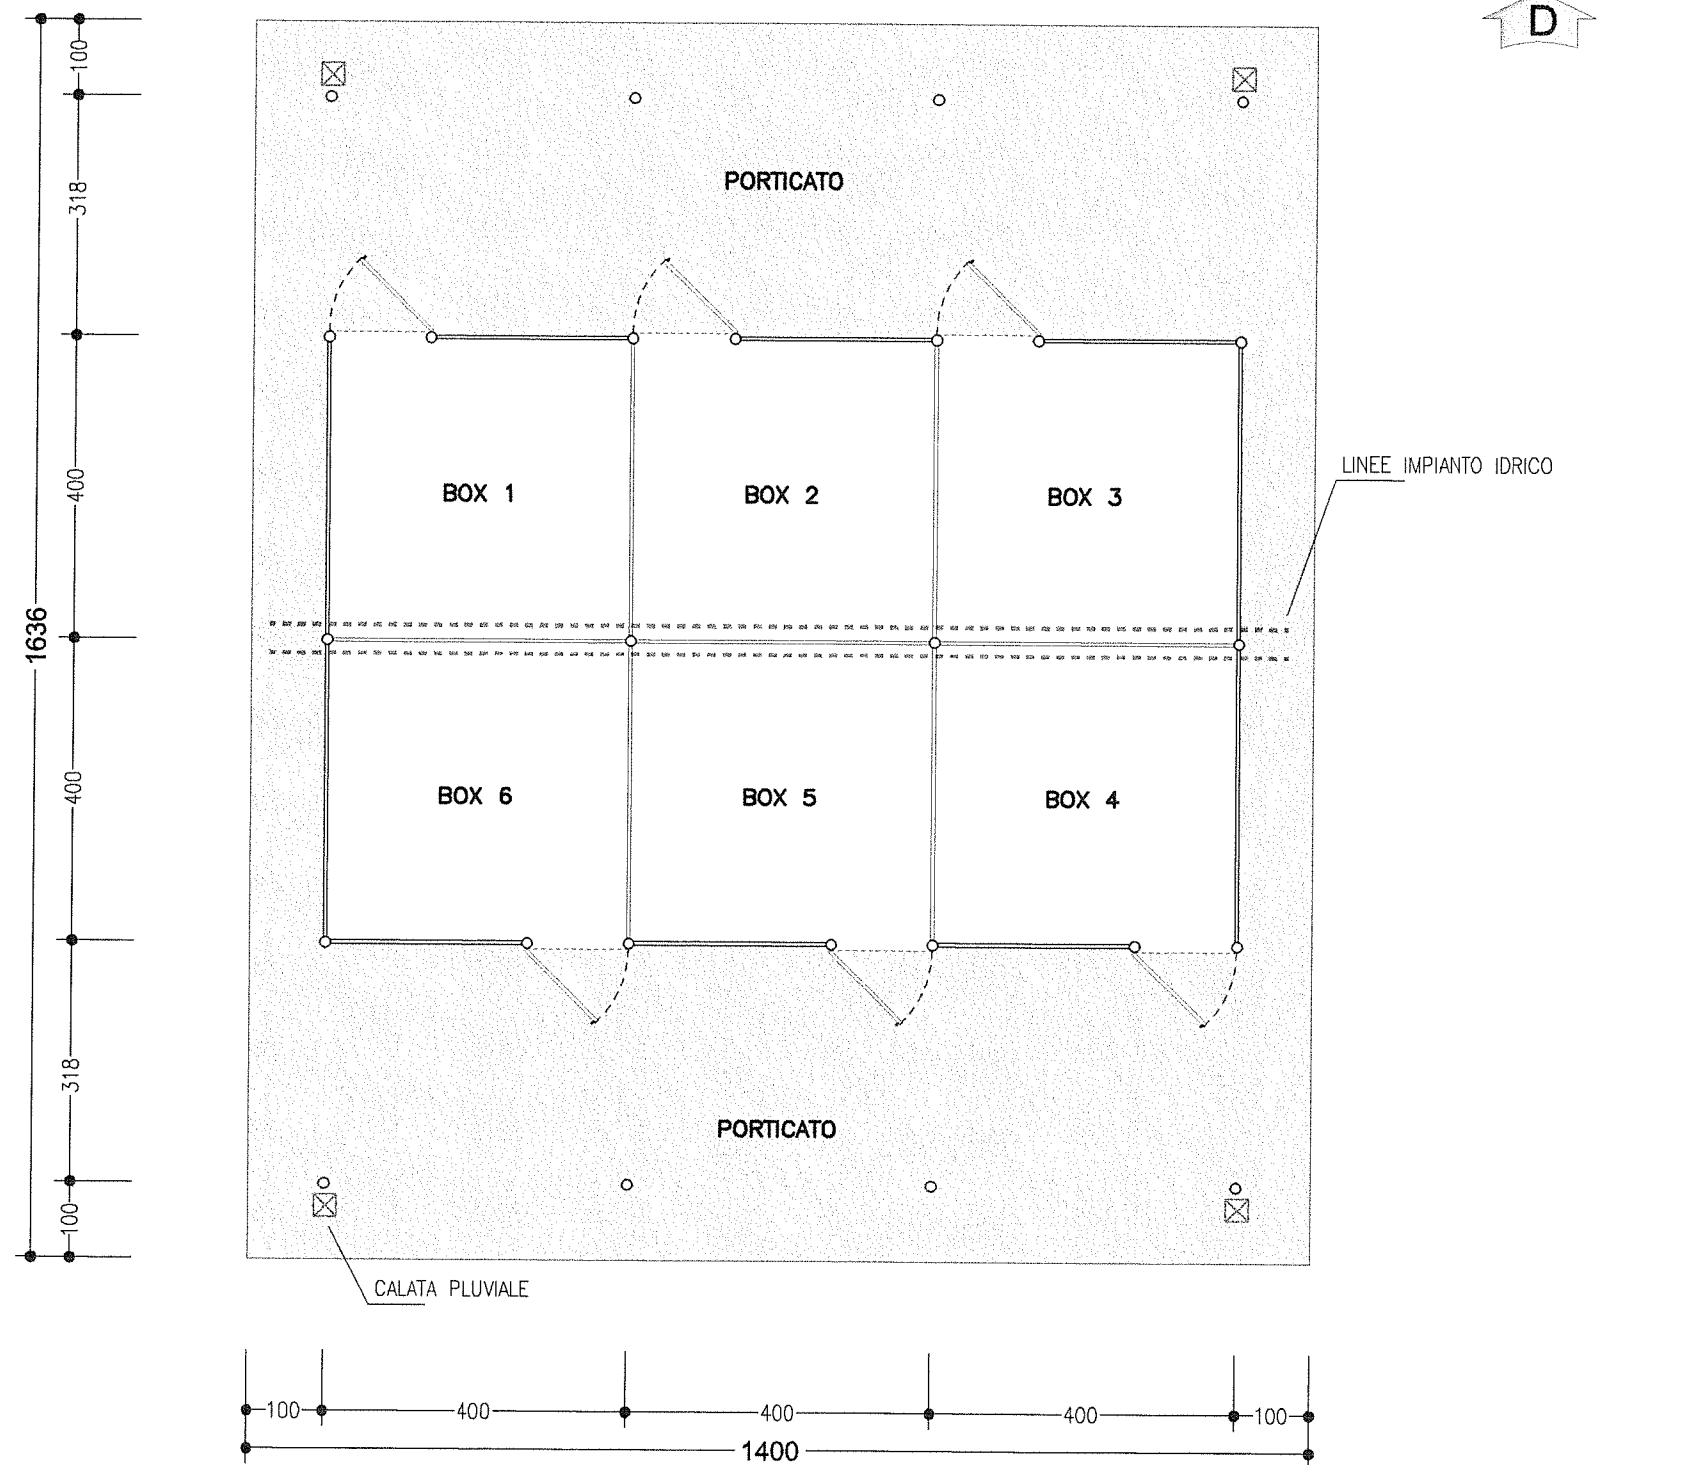 D
100
318
400
1636
400
318
100
PORTICATO
BOX 1 BOX 2 BOX 3
LINEE IMPIANTO IDRICO
BOX 6 BOX 5 BOX 4
PORTICATO
CALATA PLUVIALE
100 400 400 400 100
1400